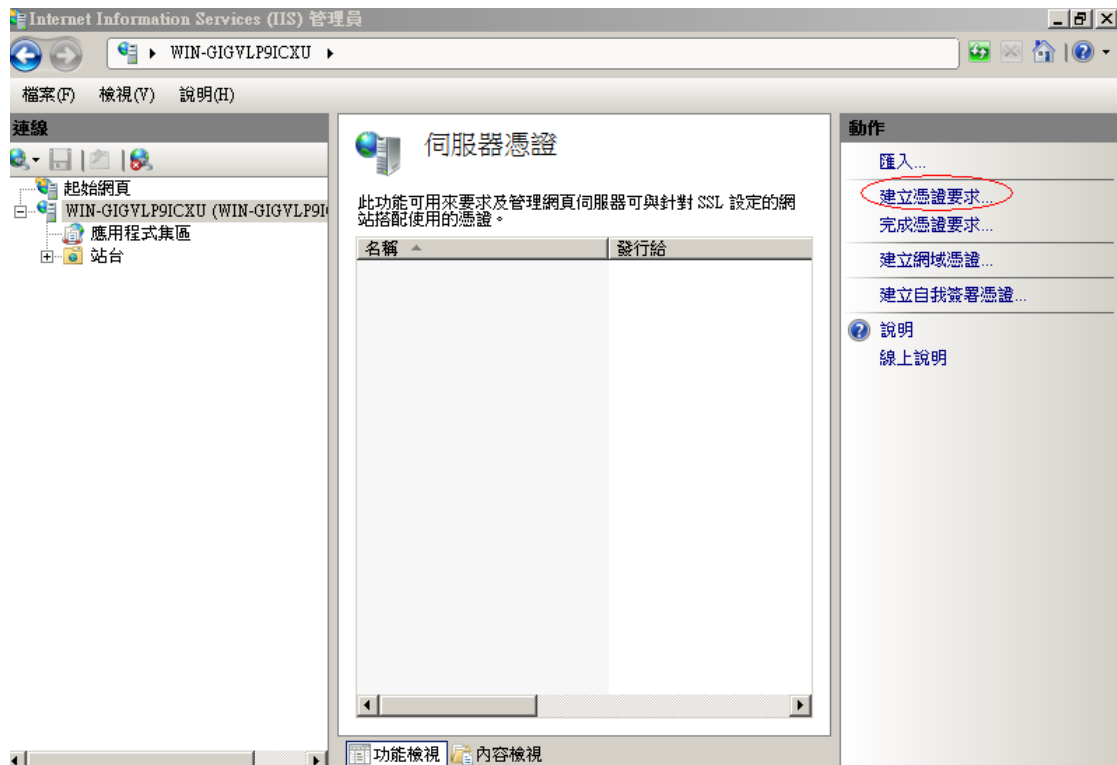 Internet Information Services (IIS) 管理員
WIN-GIGVLP9ICXU
檔案(F) 檢視(V) 說明(H)
連線
起始網頁
WIN-GIGVLP9ICXU (WIN-GIGVLP9I
應用程式集區
站台
伺服器憑證
此功能可用來要求及管理網頁伺服器可與針對 SSL 設定的網
站搭配使用的憑證。
名稱 發行給
功能檢視 內容檢視
動作
匯入...
建立憑證要求...
完成憑證要求...
建立網域憑證...
建立自我簽署憑證...
說明
線上說明